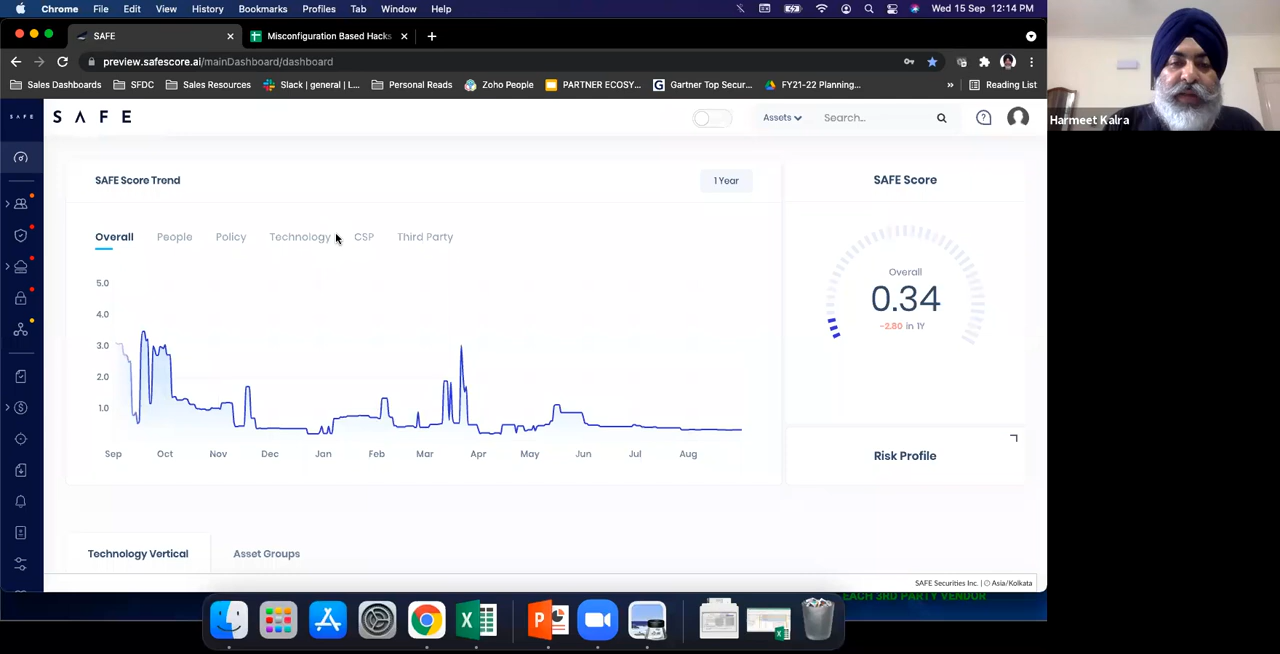 Chrome File Edit View History Bookmarks Profiles Tab Window Help Wed 15 Sep 12:14 PM
SAFE Misconfiguration Based Hacks
preview.safescore.ai/mainDashboard/dashboard
Sales Dashboards SFDC Sales Resources Slack | general | L... Personal Reads Zoho People PARTNER ECOSY... Gartner Top Secur... FY21-22 Planning... » Reading List
Harmeet Kalra
SAFE
S A F E
Assets Search...
SAFE Score Trend
1 Year
Overall People Policy Technology CSP Third Party
5.0
4.0
3.0
2.0
1.0
Sep Oct Nov Dec Jan Feb Mar Apr May Jun Jul Aug
SAFE Score
Overall
0.34
-2.80 in 1Y
Risk Profile
Technology Vertical Asset Groups
SAFE Securities Inc. | Asia/Kolkata
EACH 3RD PARTY VENDOR